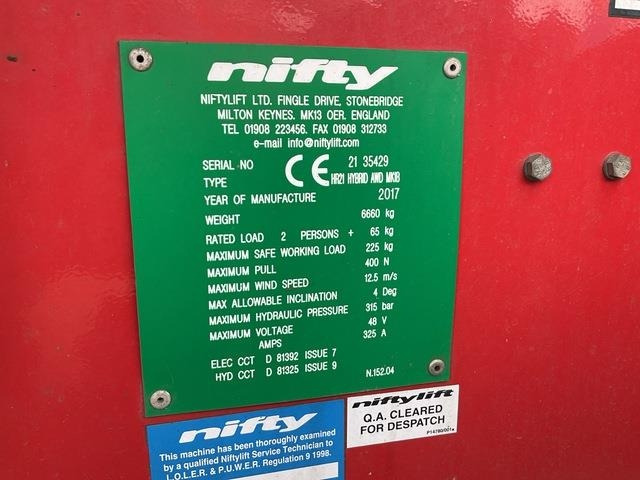 nifty
NIFTYLIFT LTD. FINGLE DRIVE, STONEBRIDGE
MILTON KEYNES. MK13 OER. ENGLAND
TEL 01908 223456. FAX 01908 312733
e-mail info@niftylift.com
SERIAL NO CE 21 35429
TYPE HR21 HYBRID AWD MK1B
YEAR OF MANUFACTURE 2017
WEIGHT 6660 kg
RATED LOAD 2 PERSONS + 65 kg
MAXIMUM SAFE WORKING LOAD 225 kg
MAXIMUM PULL 400 N
MAXIMUM WIND SPEED 12.5 m/s
MAX ALLOWABLE INCLINATION 4 Deg
MAXIMUM HYDRAULIC PRESSURE 315 bar
MAXIMUM VOLTAGE 48 V
AMPS 325 A
ELEC CCT D 81392 ISSUE 7
HYD CCT D 81325 ISSUE 9
N.152.04
niftylift
Q.A. CLEARED
FOR DESPATCH
P14780/001
nifty
This machine has been thoroughly examined
by a qualified Niftylift Service Technician to
L.O.L.E.R. & P.U.W.E.R. Regulation 9 1998.